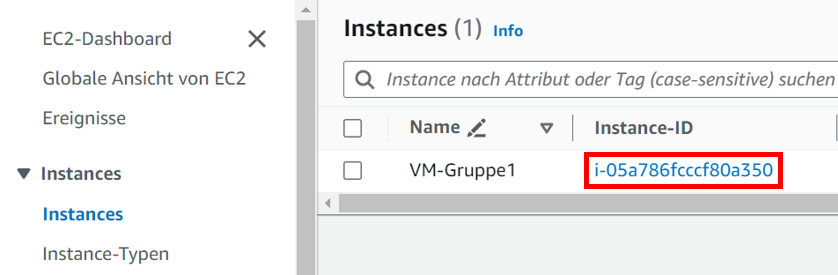 EC2-Dashboard
Globale Ansicht von EC2
Ereignisse
Instances
Instances
Instance-Typen
Instances (1) Info
Instance nach Attribut oder Tag (case-sensitive) suchen
Name Instance-ID
VM-Gruppe1 i-05a786fcccf80a350